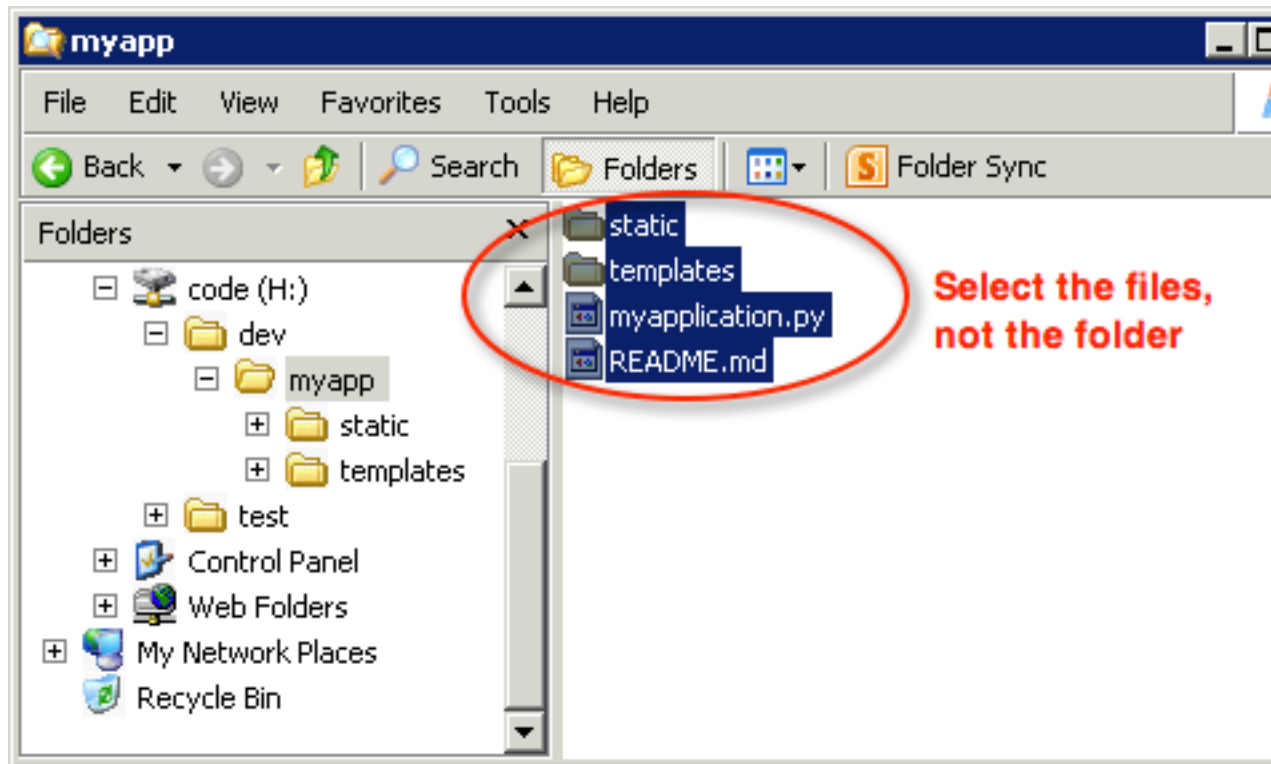 myapp
File Edit View Favorites Tools Help
Back Search Folders Folder Sync
Folders
code (H:)
dev
myapp
static
templates
test
Control Panel
Web Folders
My Network Places
Recycle Bin
static
templates
myapplication.py
README.md
Select the files,
not the folder